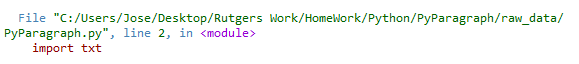 File "C:/Users/Jose/Desktop/Rutgers Work/HomeWork/Python/PyParagraph/raw_data/
PyParagraph.py", line 2, in <module>
import txt